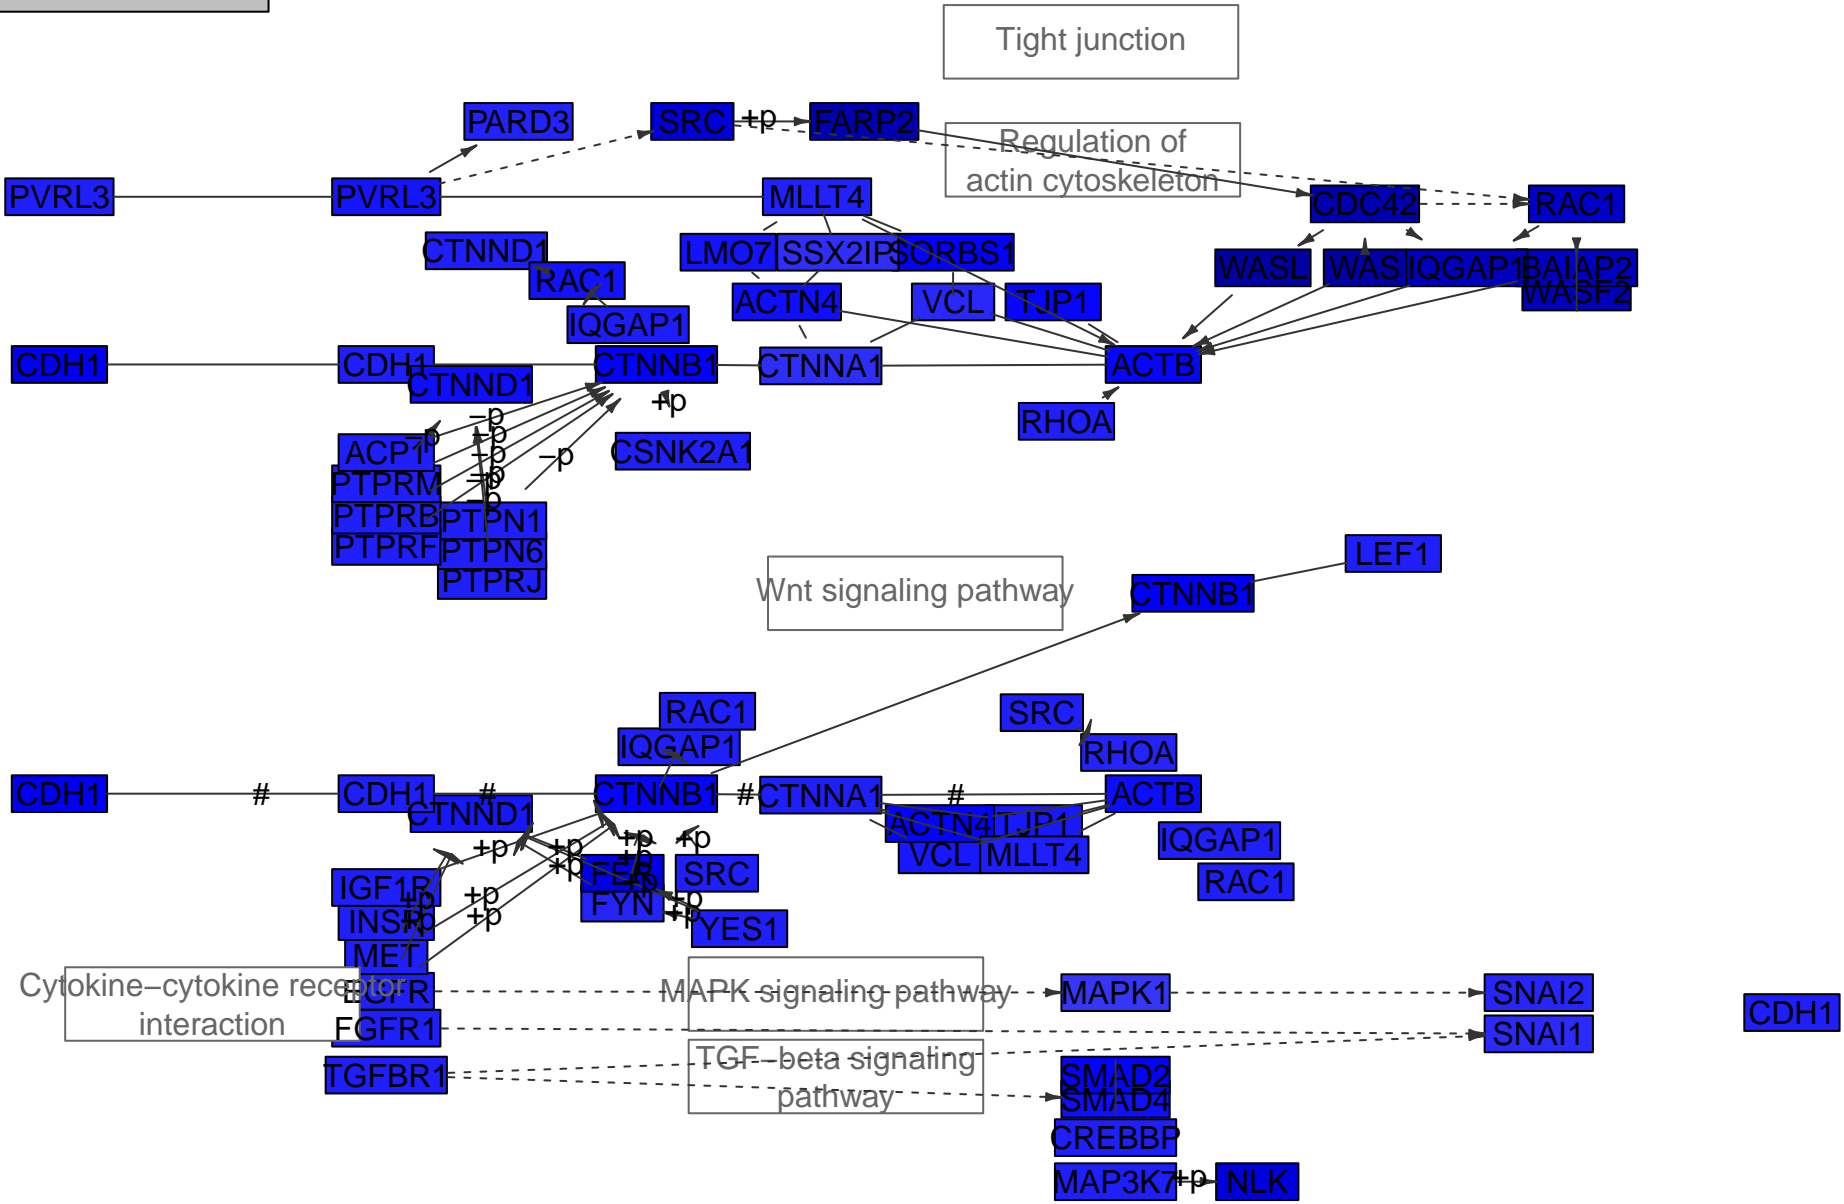 Tight junction
PARD3
SRC
+p
FARP2
Regulation of
actin cytoskeleton
PVRL3
PVRL3
MLLT4
CDC42
RAC1
CTNND1
LMO7
SSX2IP
SORBS1
WASL
WAS
IQGAP1
BAIAP2
WASF2
RAC1
ACTN4
VCL
TJP1
IQGAP1
CDH1
CDH1
CTNNB1
CTNNA1
ACTB
CTNND1
+p
RHOA
−p
−p
−p
−p
−p
−p
−p
−p
ACP1
CSNK2A1
PTPRM
PTPRB
PTPN1
PTPRF
PTPN6
PTPRJ
LEF1
Wnt signaling pathway
CTNNB1
RAC1
SRC
IQGAP1
RHOA
CDH1
#
CDH1
#
CTNNB1
#
CTNNA1
#
ACTB
CTNND1
ACTN4
TJP1
+p
+p
+p
+p
IQGAP1
VCL
MLLT4
+p
+p
FER
SRC
+p
RAC1
IGF1R
+p
+p
FYN
+p
+p
INSR
+p
+p
+p
YES1
MET
Cytokine−cytokine receptor
interaction
EGFR
MAPK signaling pathway
MAPK1
SNAI2
CDH1
FGFR1
SNAI1
TGF−beta signaling
pathway
TGFBR1
SMAD2
SMAD4
CREBBP
MAP3K7
+p
NLK